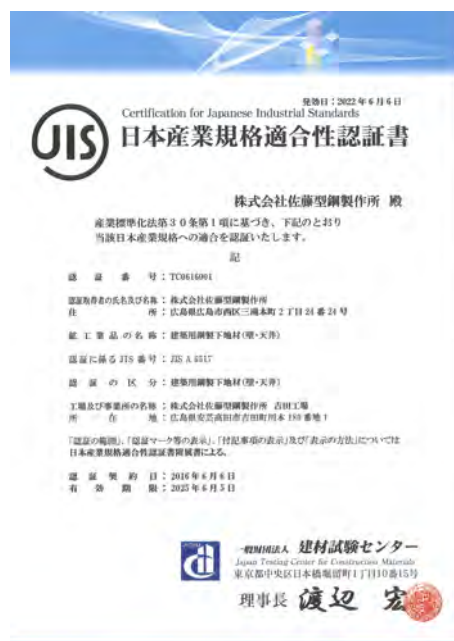 発効日：2022年6月6日
JIS
Certification for Japanese Industrial Standards
日本産業規格適合性認証書
株式会社佐藤型鋼製作所 殿
産業標準化法第30条第1項に基づき、下記のとおり
当該日本産業規格への適合を認証いたします。
記
認証番号：TC0616001
認証取得者の氏名及び名称：株式会社佐藤型鋼製作所
住所：広島県広島市西区三滝本町2丁目24番24号
鉱工業品の名称：建築用鋼製下地材(壁・天井)
認証に係るJIS番号：JIS A 6517
認証の区分：建築用鋼製下地材(壁・天井)
工場及び事業所の名称：株式会社佐藤型鋼製作所 吉田工場
所在地：広島県安芸高田市吉田町川本180番地1
「認証の範囲」、「認証マーク等の表示」、「付記事項の表示」及び「表示の方法」については
日本産業規格適合性認証書附属書による。
認証契約日：2016年6月6日
有効期限：2025年6月5日
一般財団法人 建材試験センター
Japan Testing Center for Construction Materials
東京都中央区日本橋堀留町1丁目10番15号
理事長 渡辺 宏